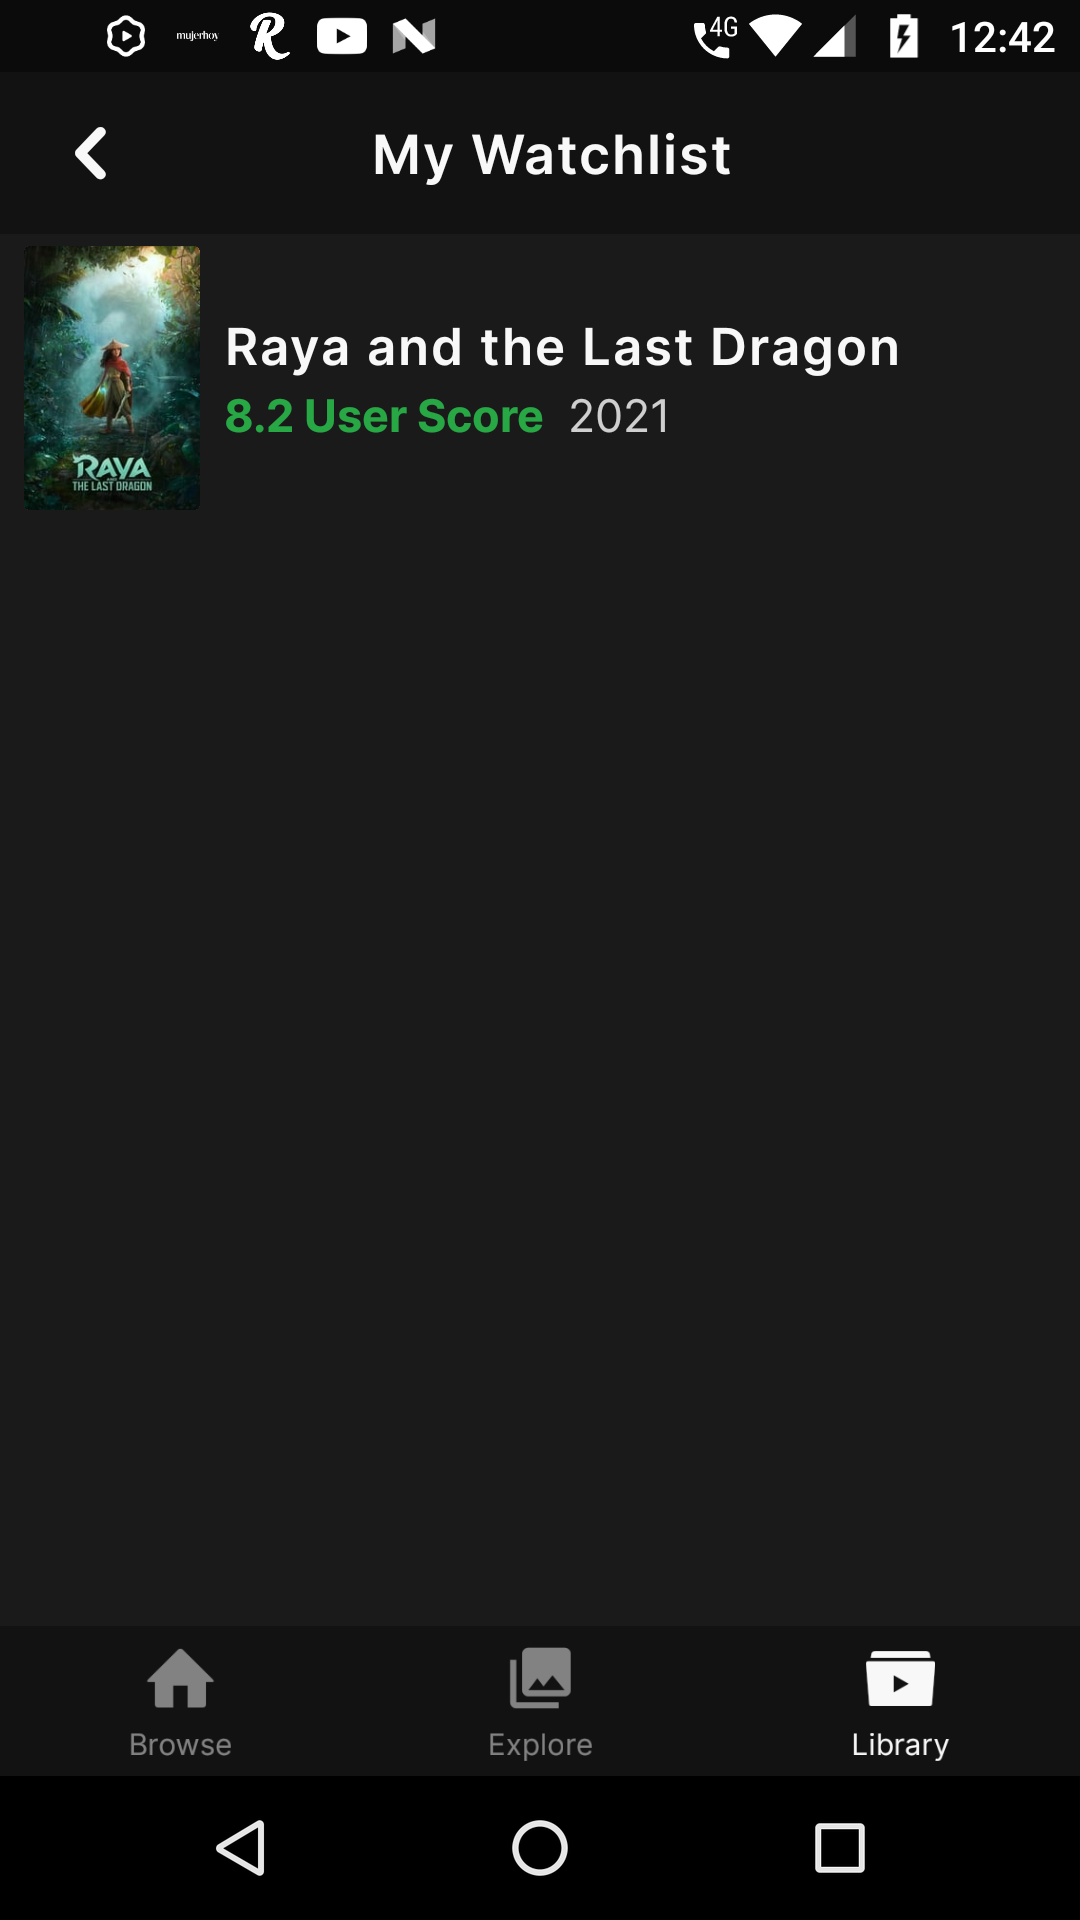 mujerhoy
4G
12:42
My Watchlist
RAYA
THE LAST DRAGON
Raya and the Last Dragon
8.2 User Score 2021
Browse
Explore
Library